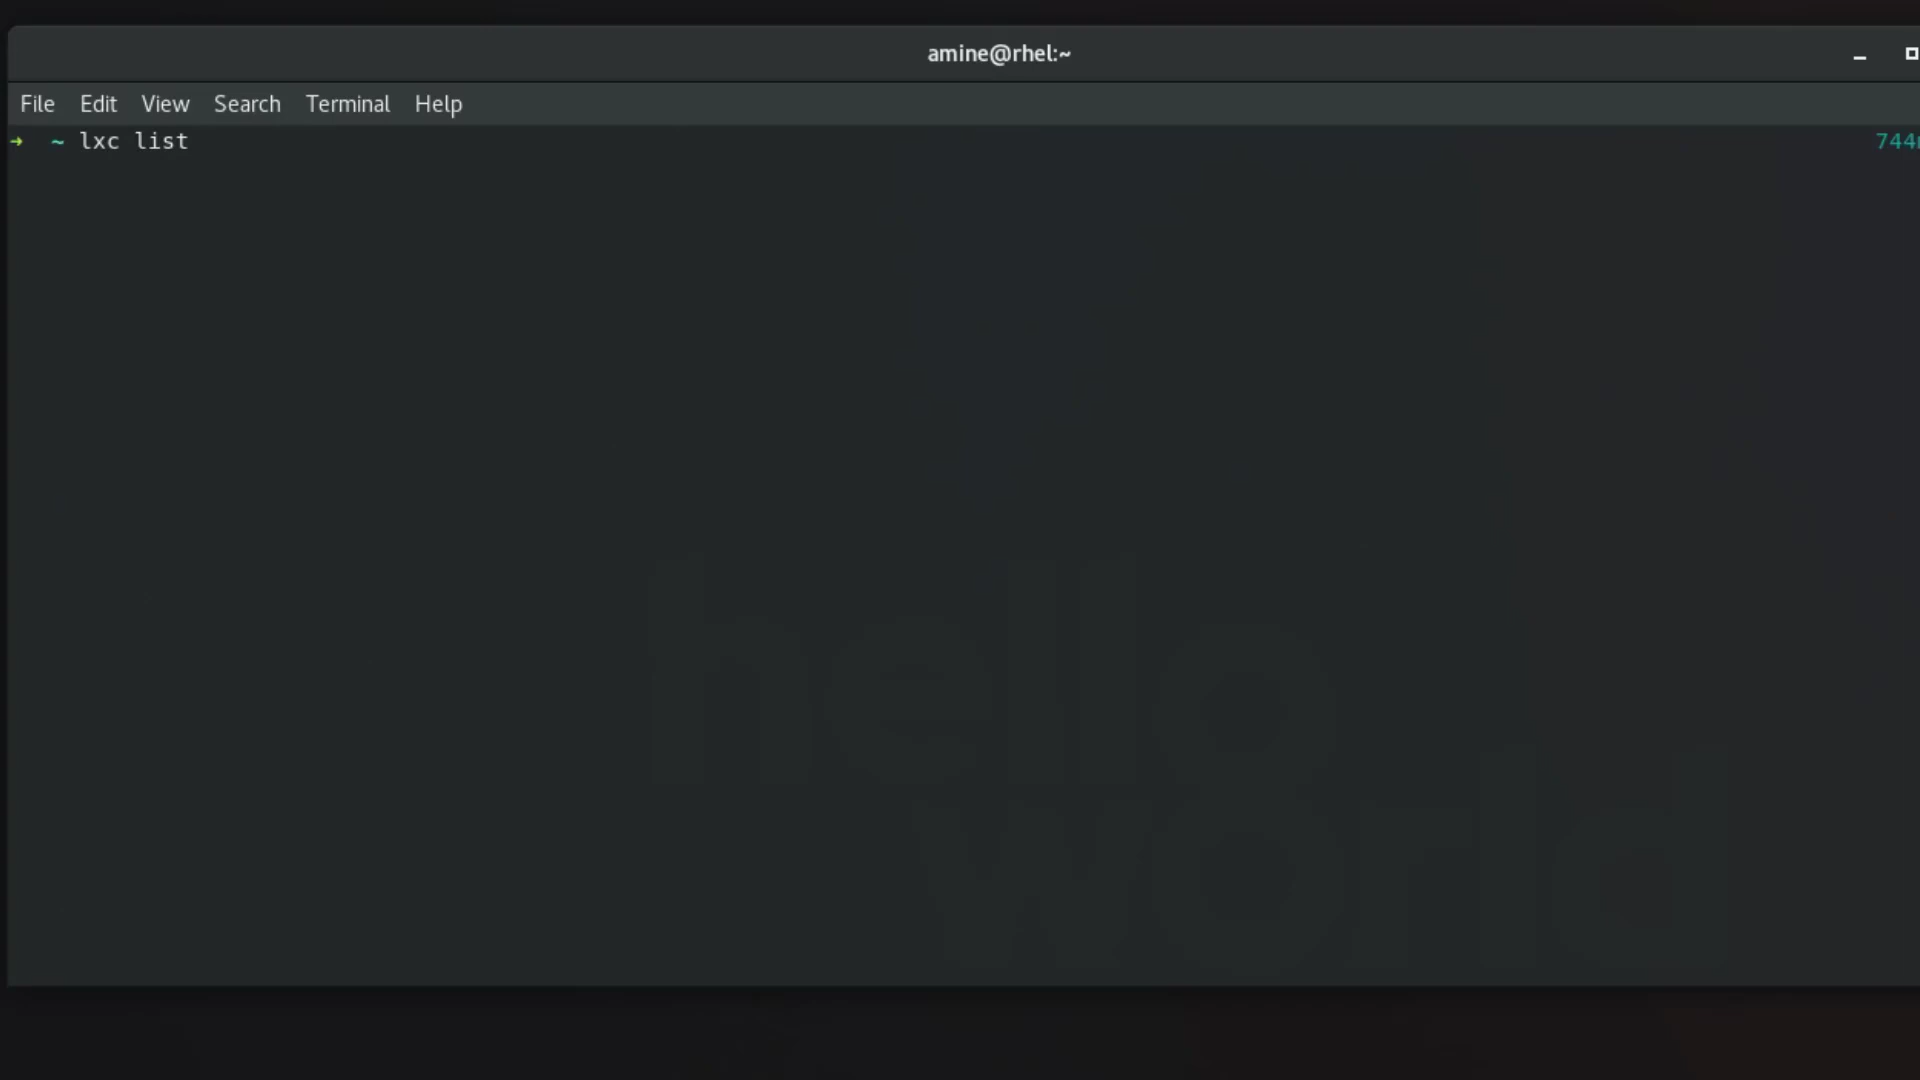 amine@rhel:~
File Edit View Search Terminal Help
➜ ~ lxc list
hello
world